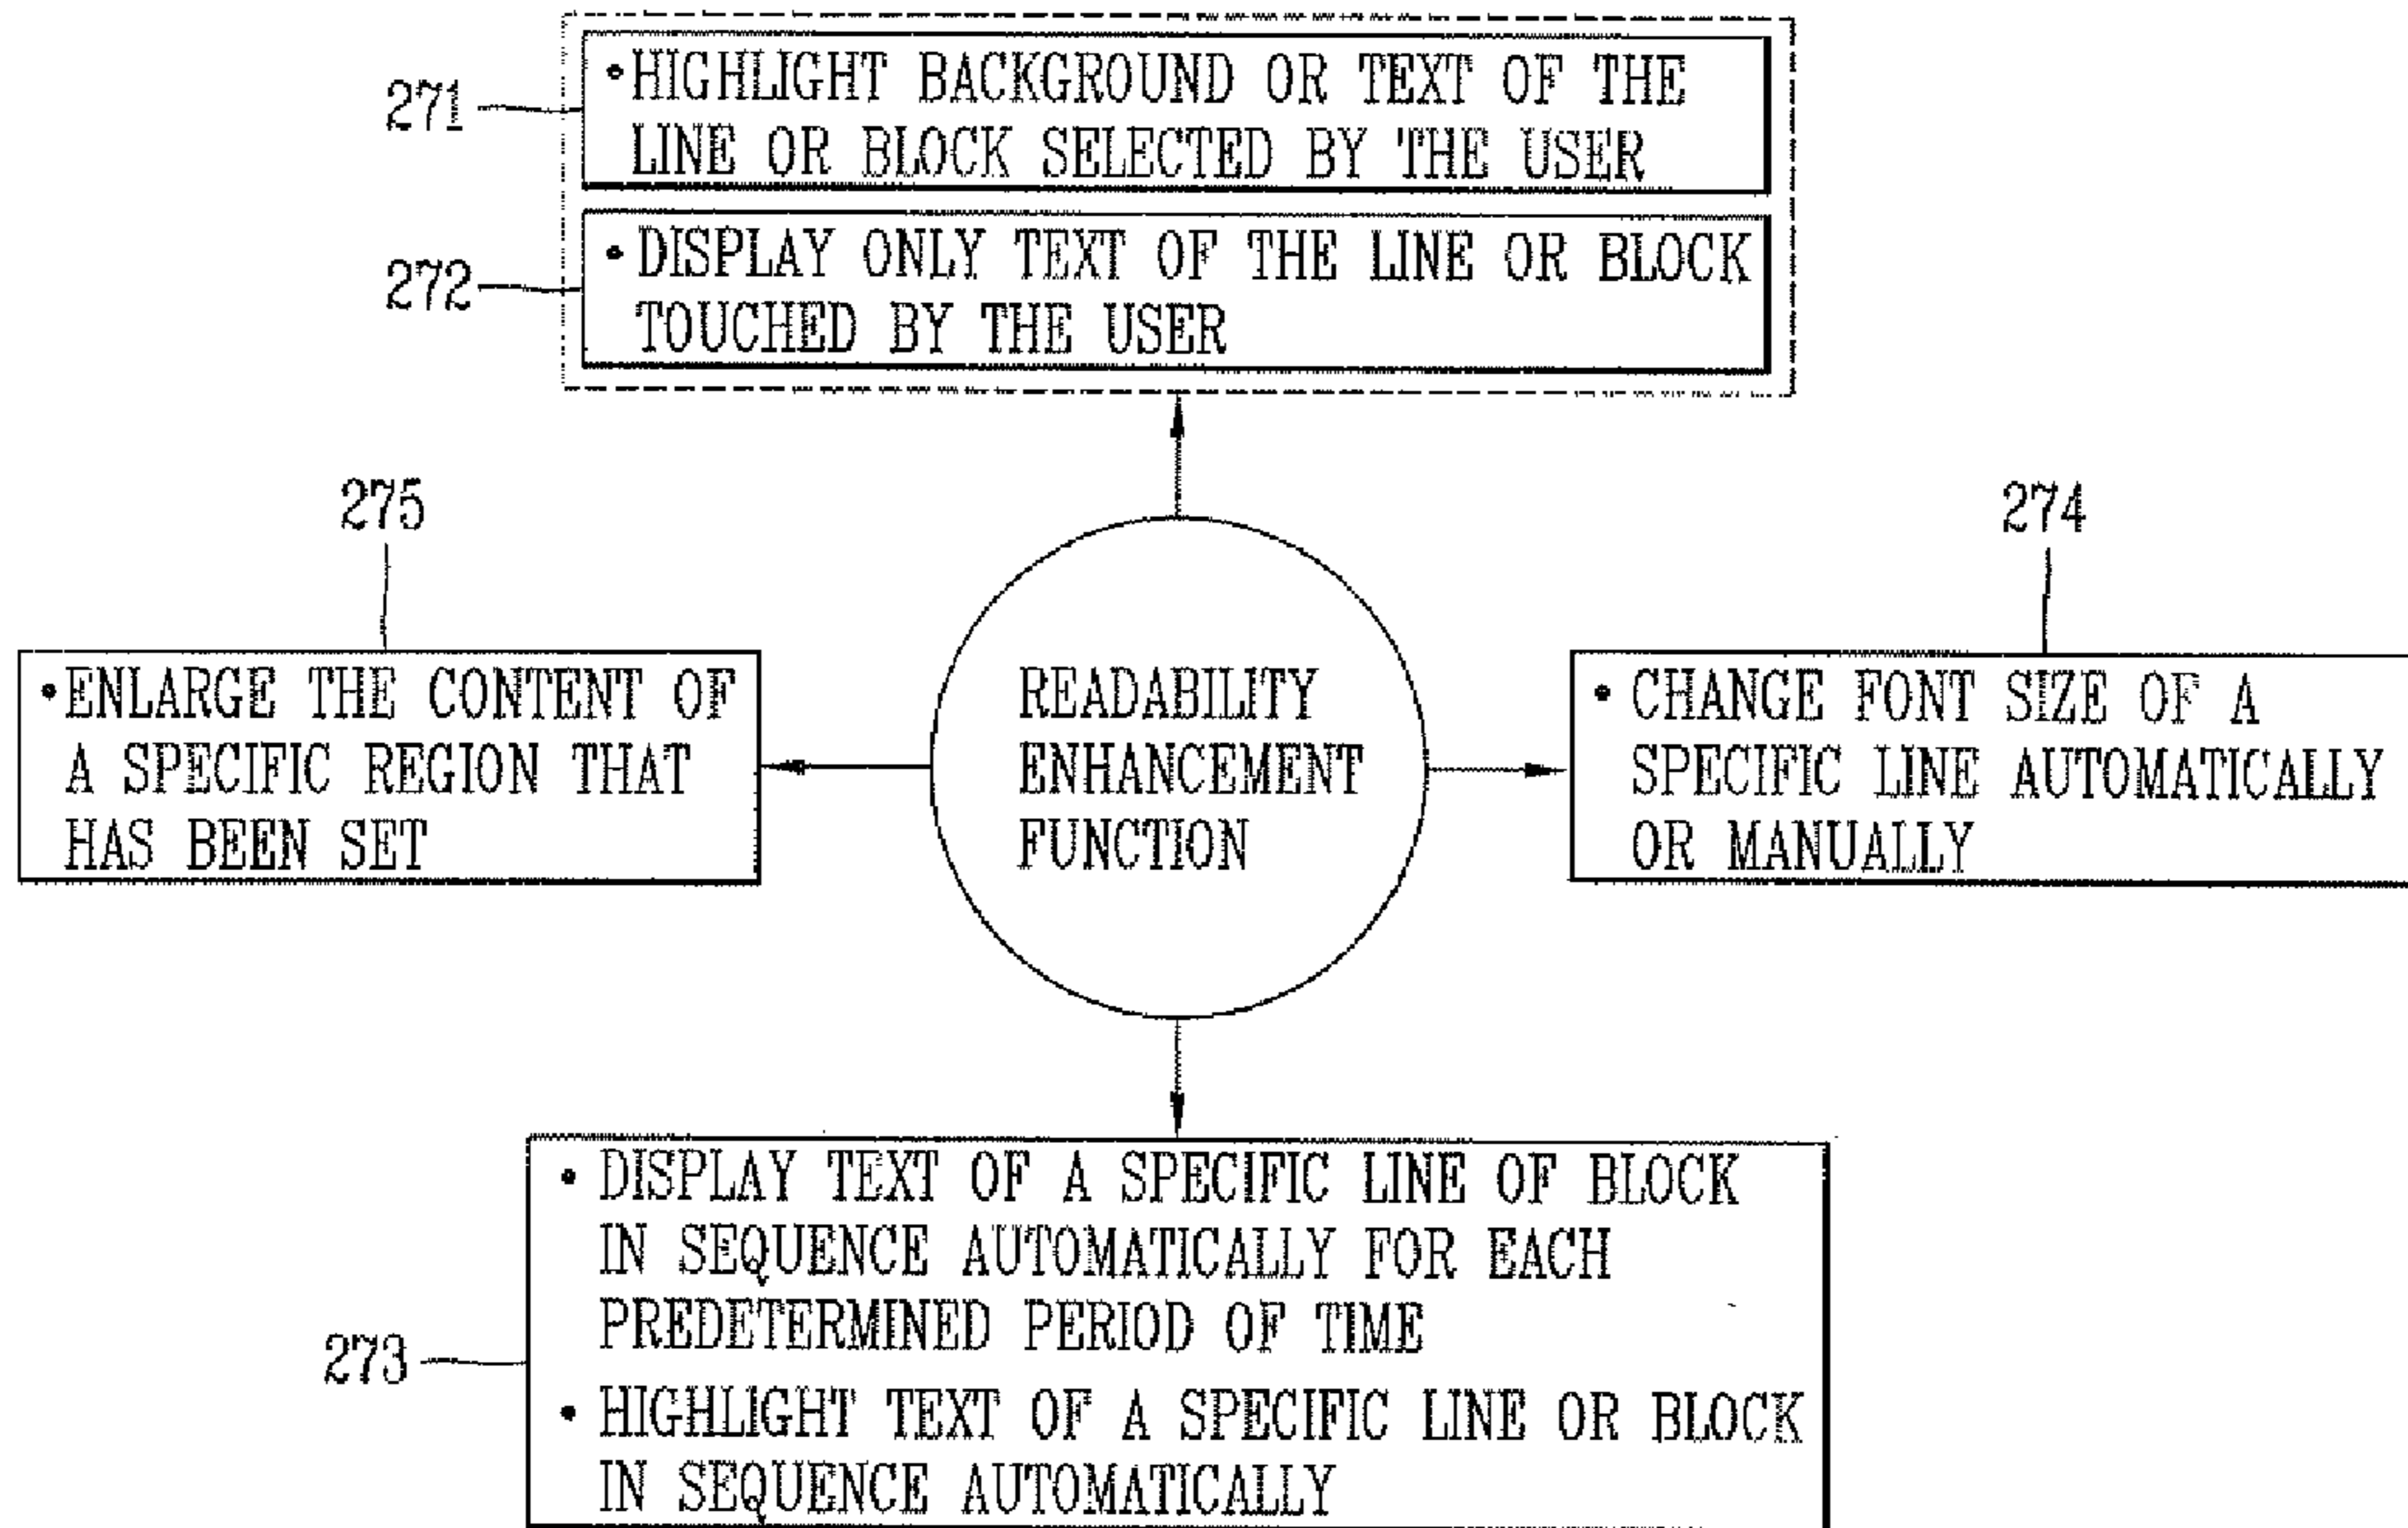 271
•HIGHLIGHT BACKGROUND OR TEXT OF THE
LINE OR BLOCK SELECTED BY THE USER
272
• DISPLAY ONLY TEXT OF THE LINE OR BLOCK
TOUCHED BY THE USER
275
•ENLARGE THE CONTENT OF
A SPECIFIC REGION THAT
HAS BEEN SET
READABILITY
ENHANCEMENT
FUNCTION
274
• CHANGE FONT SIZE OF A
SPECIFIC LINE AUTOMATICALLY
OR MANUALLY
273
• DISPLAY TEXT OF A SPECIFIC LINE OF BLOCK
IN SEQUENCE AUTOMATICALLY FOR EACH
PREDETERMINED PERIOD OF TIME
• HIGHLIGHT TEXT OF A SPECIFIC LINE OR BLOCK
IN SEQUENCE AUTOMATICALLY